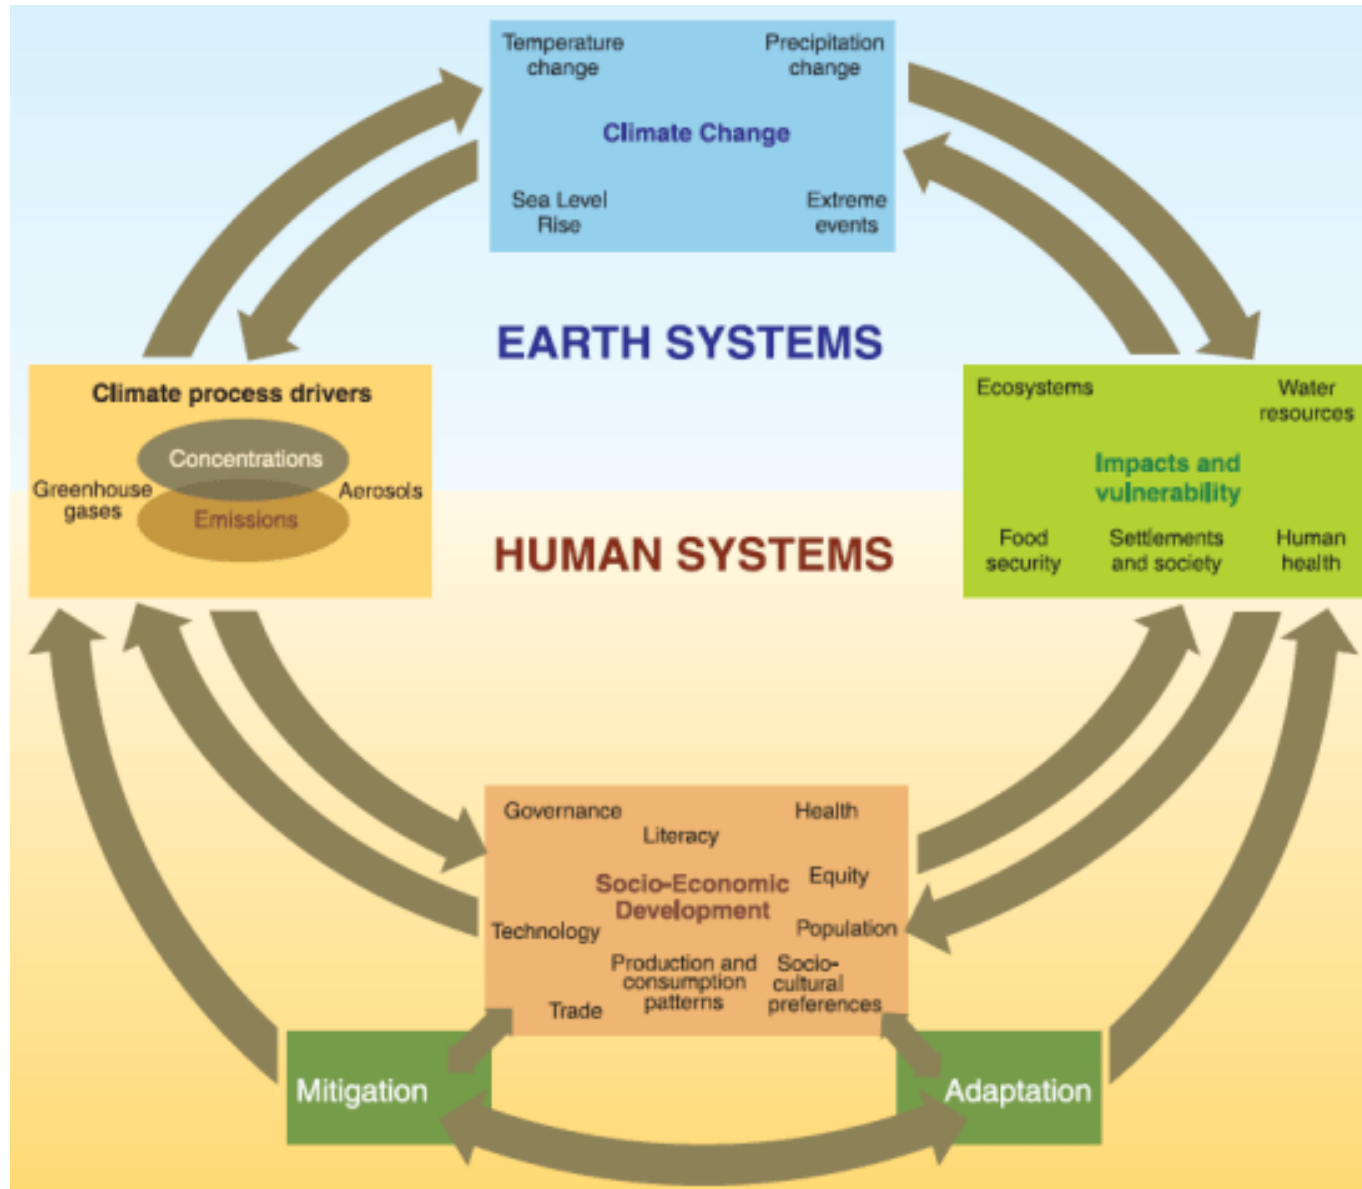 Temperature
change
Precipitation
change
Climate Change
Sea Level
Rise
Extreme
events
EARTH SYSTEMS
Climate process drivers
Concentrations
Greenhouse
gases
Aerosols
Emissions
Ecosystems
Water
resources
Impacts and
vulnerability
Food
security
Settlements
and society
Human
health
HUMAN SYSTEMS
Governance
Literacy
Health
Socio-Economic
Development
Equity
Technology
Population
Production and
consumption
patterns
Socio-
cultural
preferences
Trade
Mitigation
Adaptation